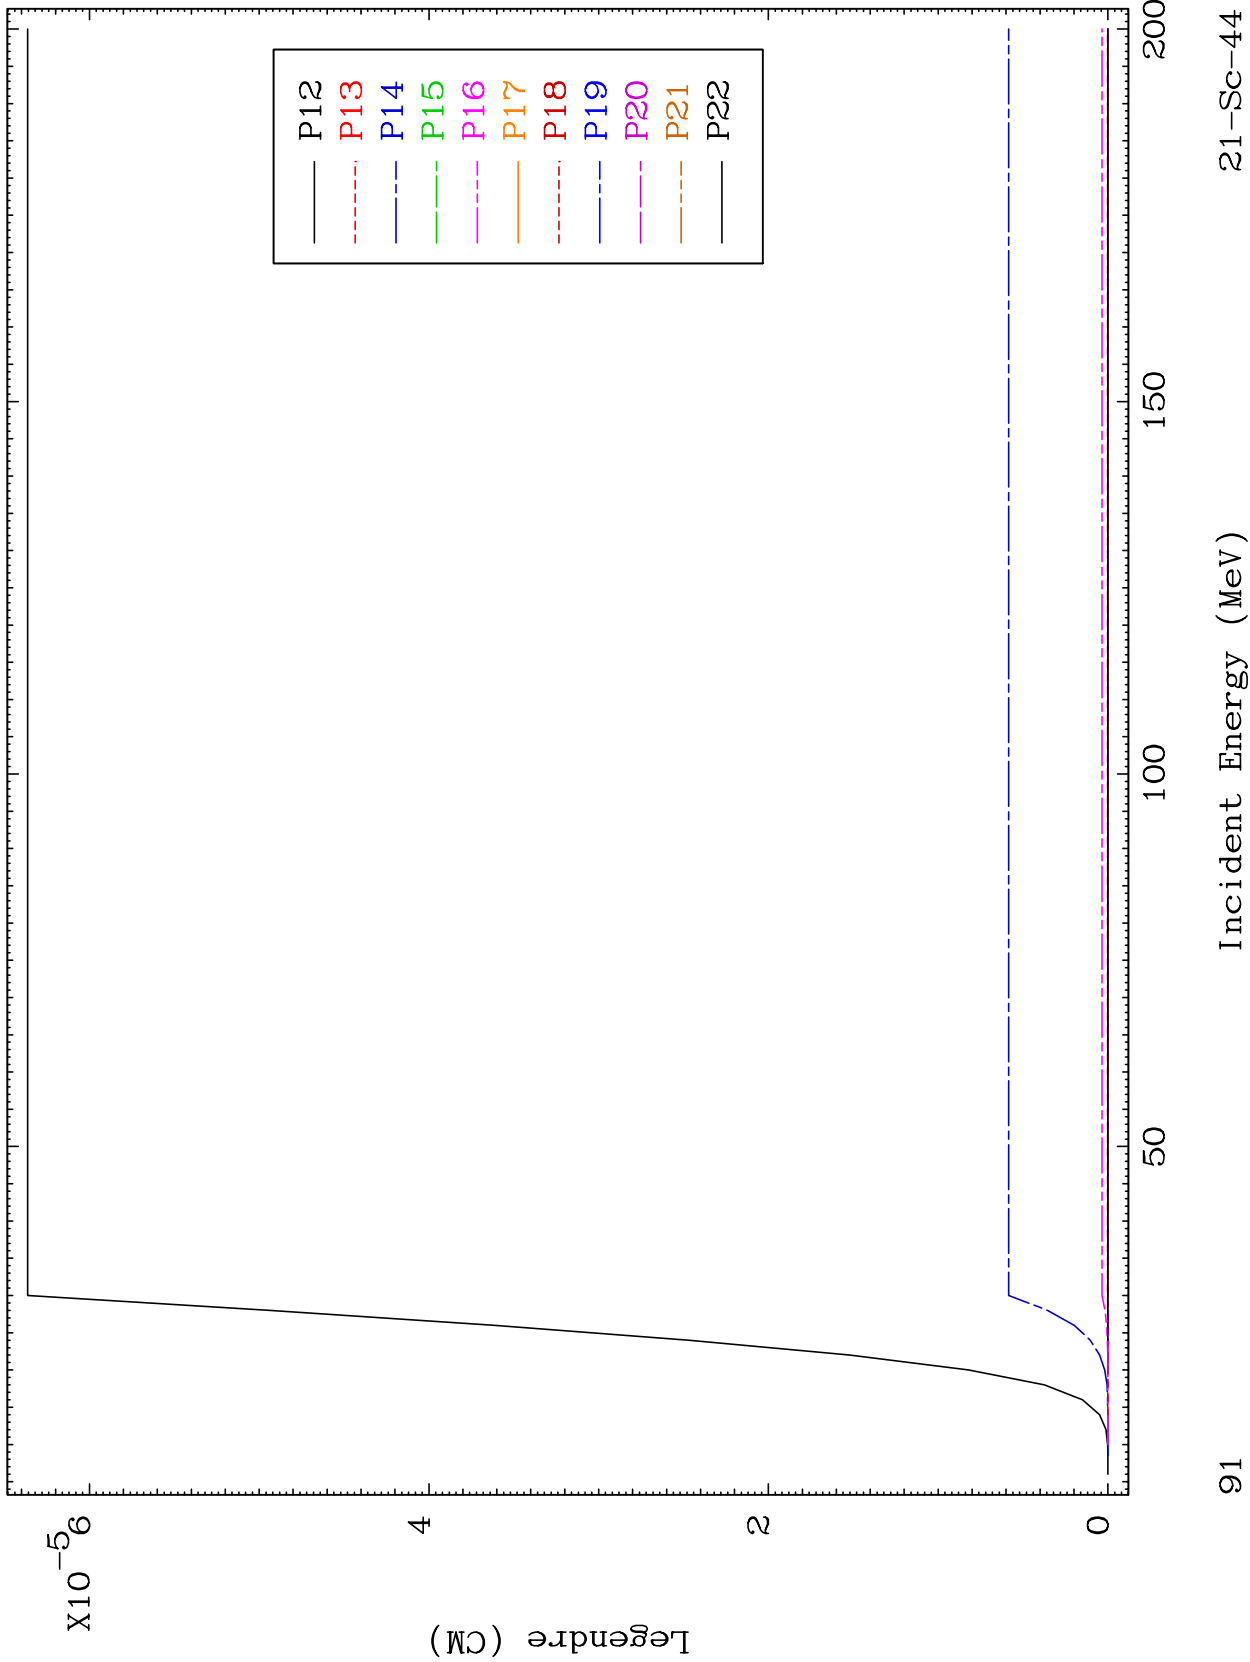 X10-5
6
4
2
0
Legendre (CM)
P12
P13
P14
P15
P16
P17
P18
P19
P20
P21
P22
50
100
150
200
Incident Energy (MeV)
91
21-Sc-44